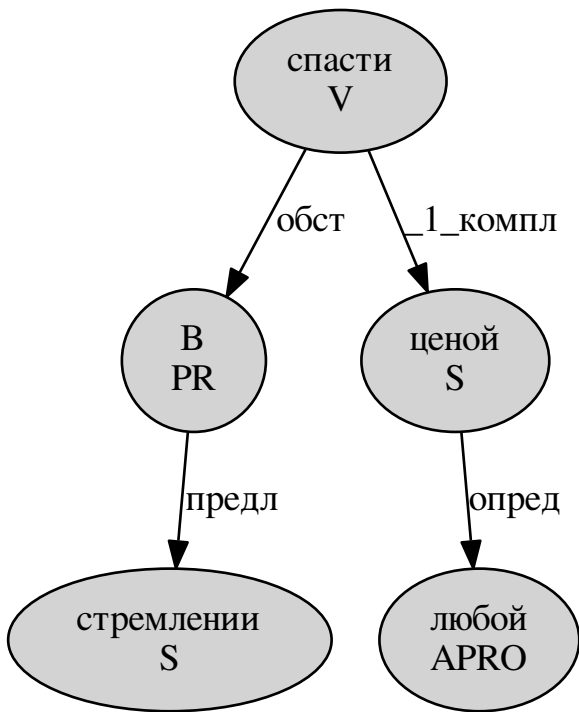 спасти
V
обст
_1_компл
В
PR
ценой
S
предл
опред
стремлении
S
любой
APRO